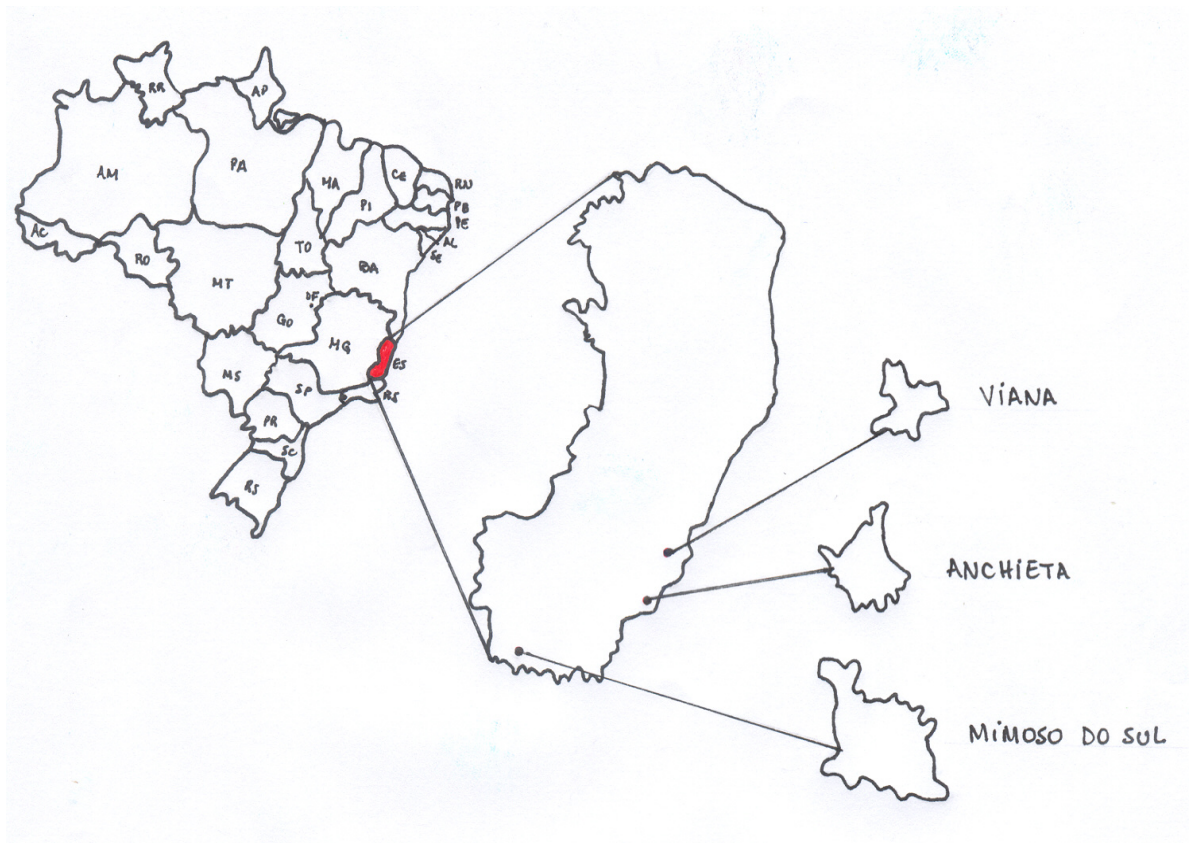 RR
AP
AM
PA
MA
CE
RN
PI
PB
PE
AC
AL
TO
SE
RO
BA
MT
DF
GO
MG
ES
MS
SP
RS
PR
SC
RS
VIANA
ANCHIETA
MIMOSO DO SUL